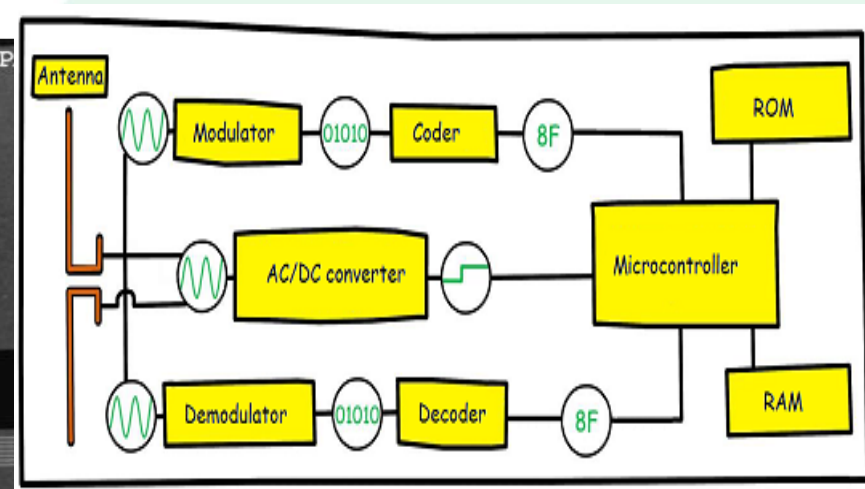 P
Antenna
Modulator
01010
Coder
8F
ROM
AC/DC converter
Microcontroller
Demodulator
01010
Decoder
8F
RAM